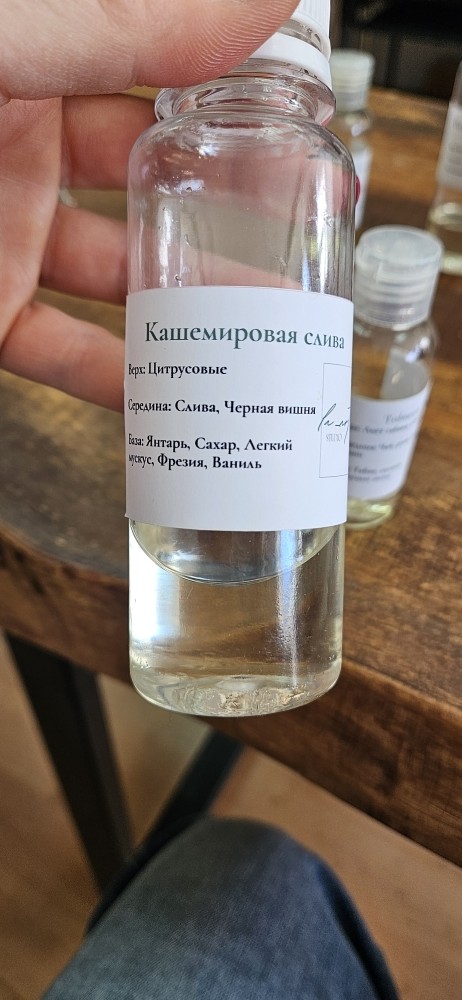 Кашемировая слива
Верх: Цитрусовые
Середина: Слива, Черная вишня
База: Янтарь, Сахар, Легкий
мускус, Фрезия, Ваниль